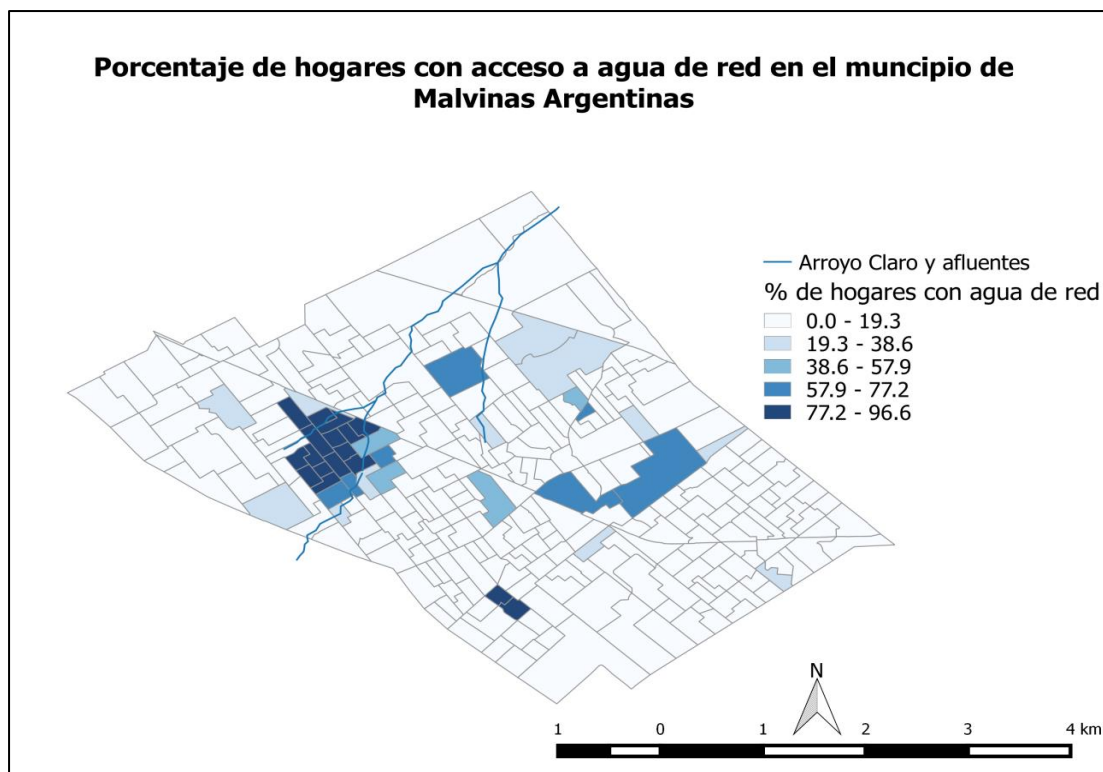 Porcentaje de hogares con acceso a agua de red en el muncipio de
Malvinas Argentinas
Arroyo Claro y afluentes
% de hogares con agua de red
0.0 - 19.3
19.3 - 38.6
38.6 - 57.9
57.9 - 77.2
77.2 - 96.6
N
1 0 1 2 3 4 km